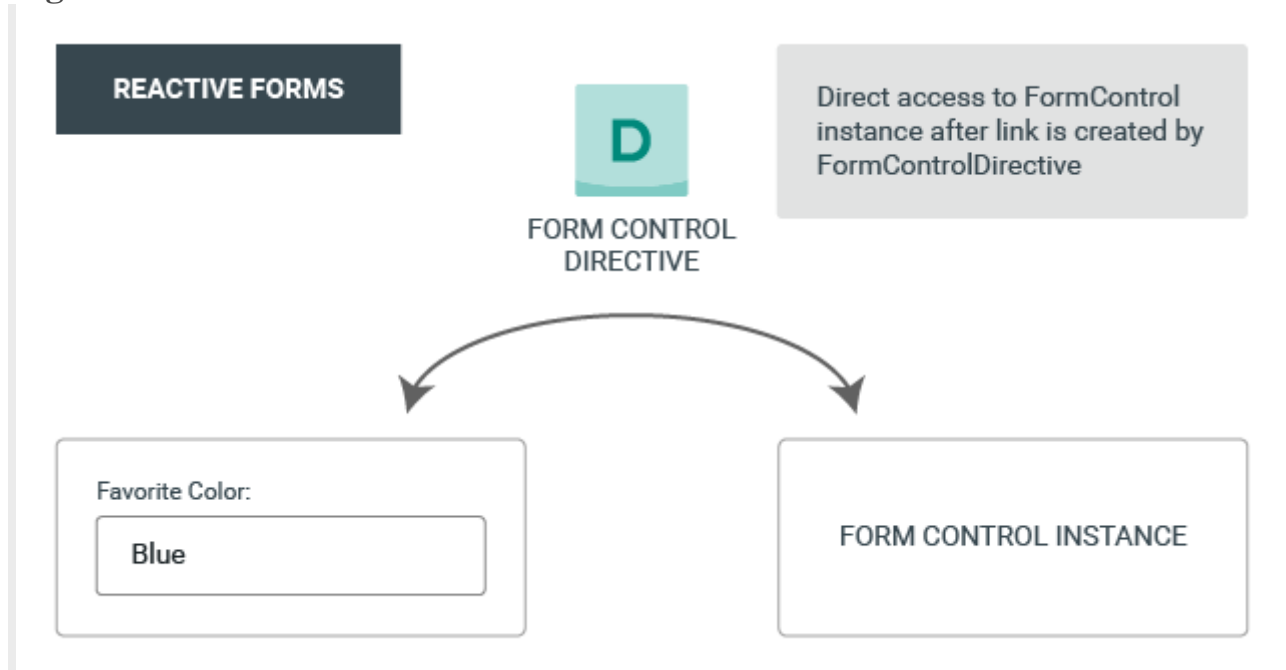 REACTIVE FORMS
D
FORM CONTROL
DIRECTIVE
Direct access to FormControl
instance after link is created by
FormControlDirective
Favorite Color:
Blue
FORM CONTROL INSTANCE